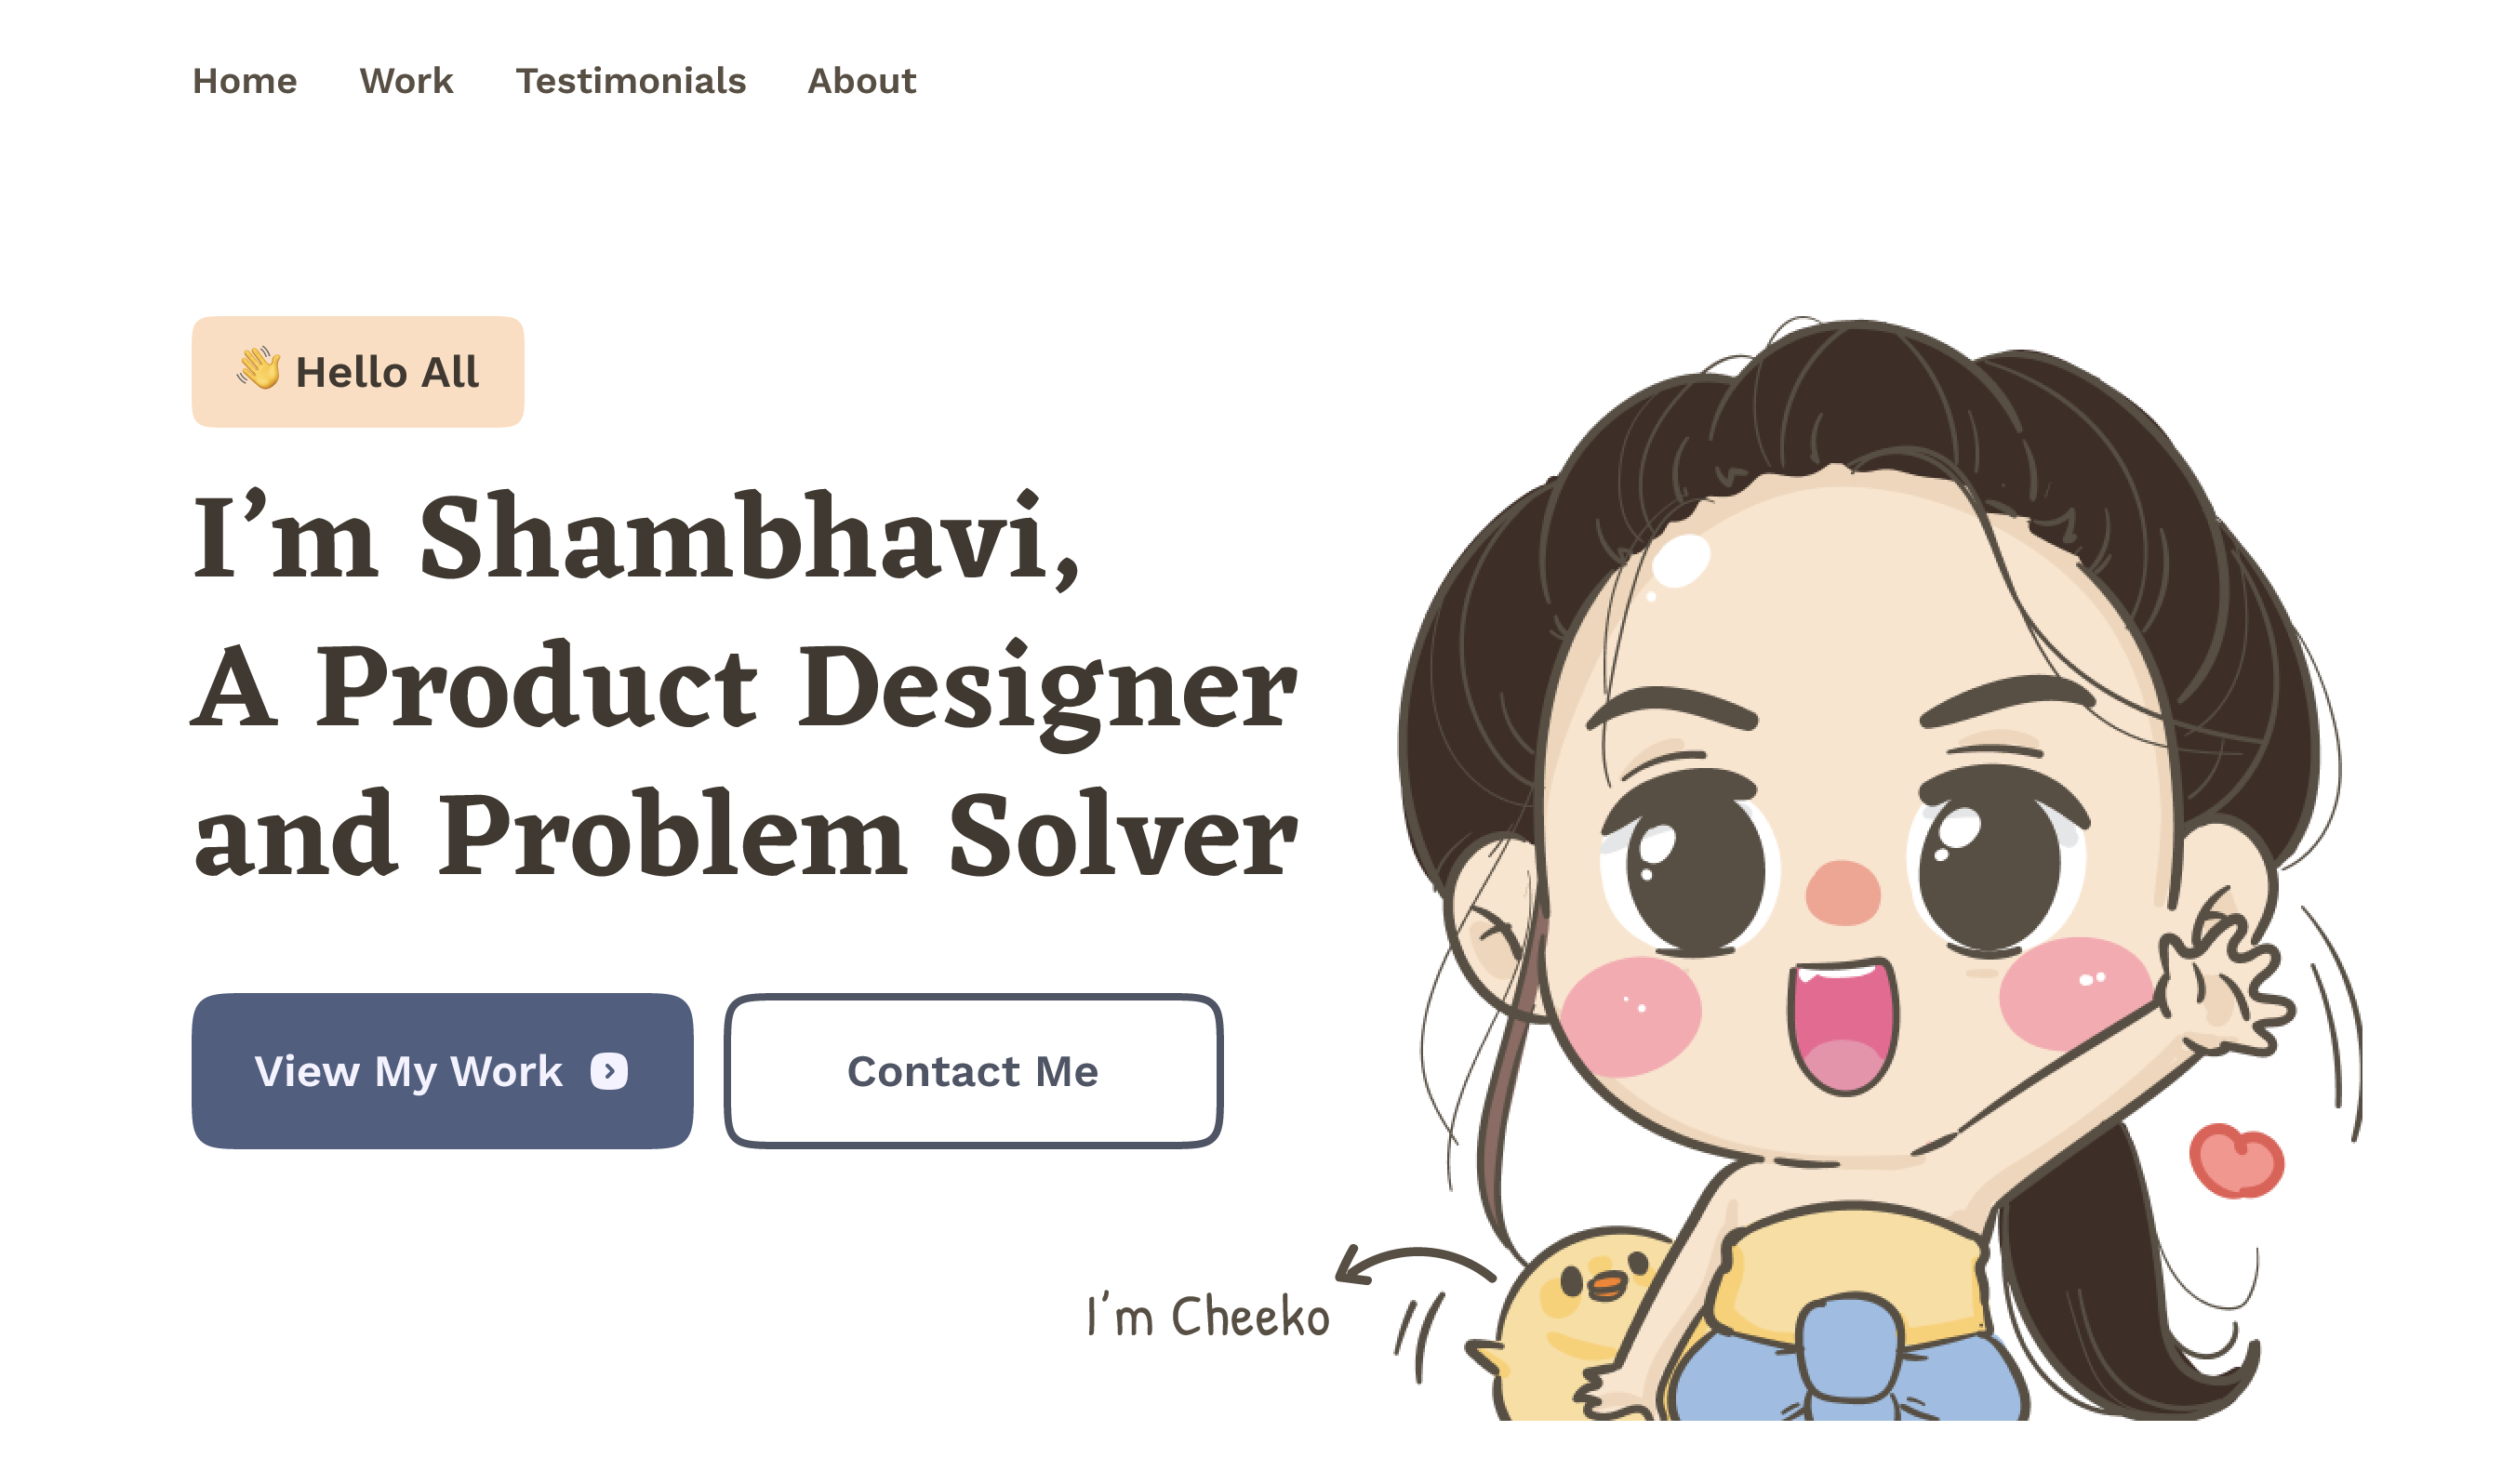 Home Work Testimonials About
👋 Hello All
I’m Shambhavi,
A Product Designer
and Problem Solver
View My Work
Contact Me
I'm Cheeko